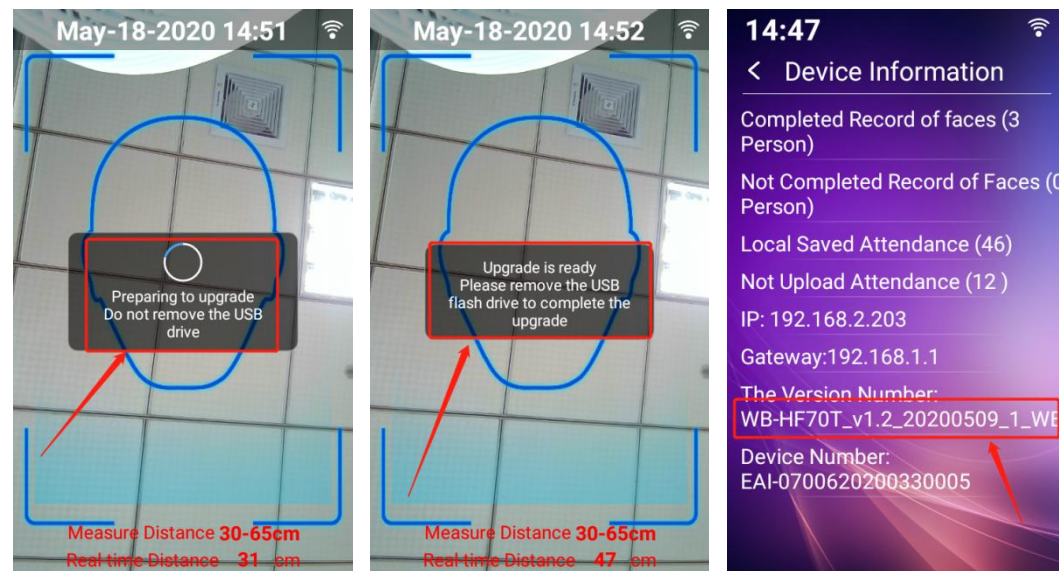 May-18-2020 14:51
Preparing to upgrade
Do not remove the USB
drive
Measure Distance 30-65cm
Real-time Distance 31 cm
May-18-2020 14:52
Upgrade is ready
Please remove the USB
flash drive to complete the
upgrade
Measure Distance 30-65cm
Real-time Distance 47 cm
14:47
< Device Information
Completed Record of faces (3
Person)
Not Completed Record of Faces (0
Person)
Local Saved Attendance (46)
Not Upload Attendance (12 )
IP: 192.168.2.203
Gateway:192.168.1.1
The Version Number:
WB-HF70T_v1.2_20200509_1_WB
Device Number:
EAI-0700620200330005